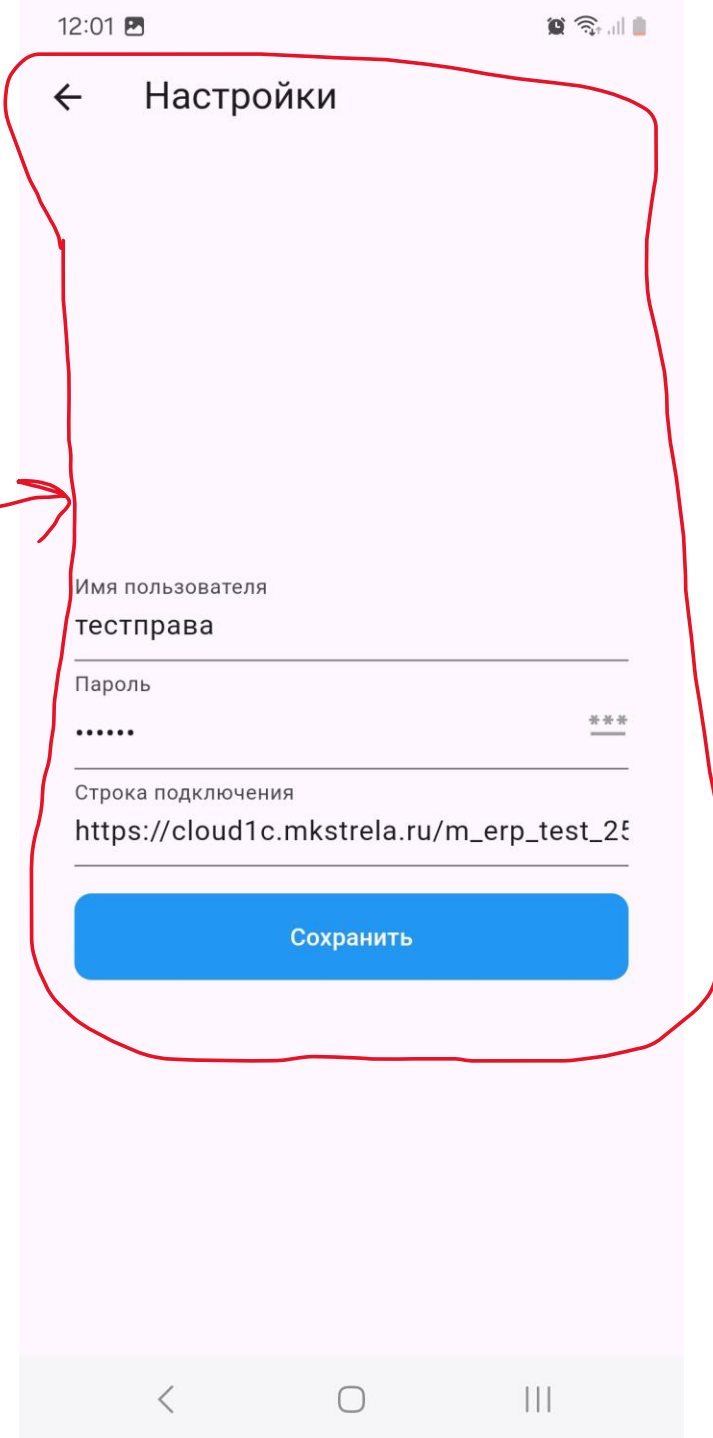 12:01
Настройки
Имя пользователя
тестправа
Пароль
••••••
***
Строка подключения
https://cloud1c.mkstrela.ru/m_erp_test_25
Сохранить